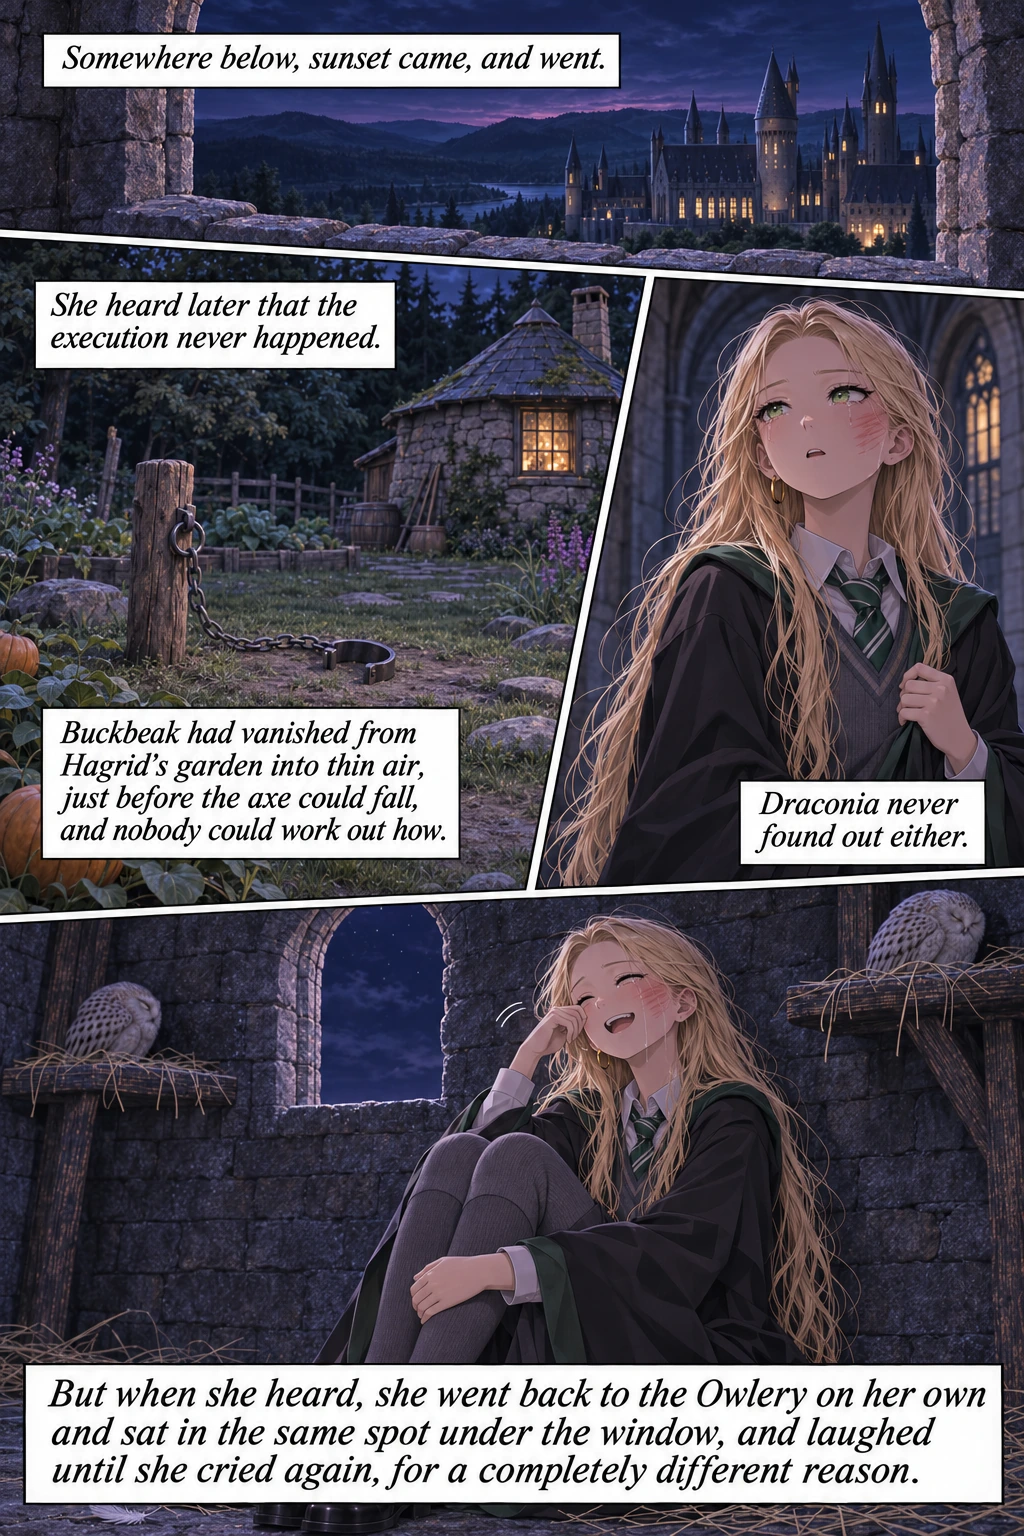 Somewhere below, sunset came, and went.
She heard later that the
execution never happened.
Buckbeak had vanished from
Hagrid's garden into thin air,
just before the axe could fall,
and nobody could work out how.
Draconia never
found out either.
But when she heard, she went back to the Owlery on her own
and sat in the same spot under the window, and laughed
until she cried again, for a completely different reason.